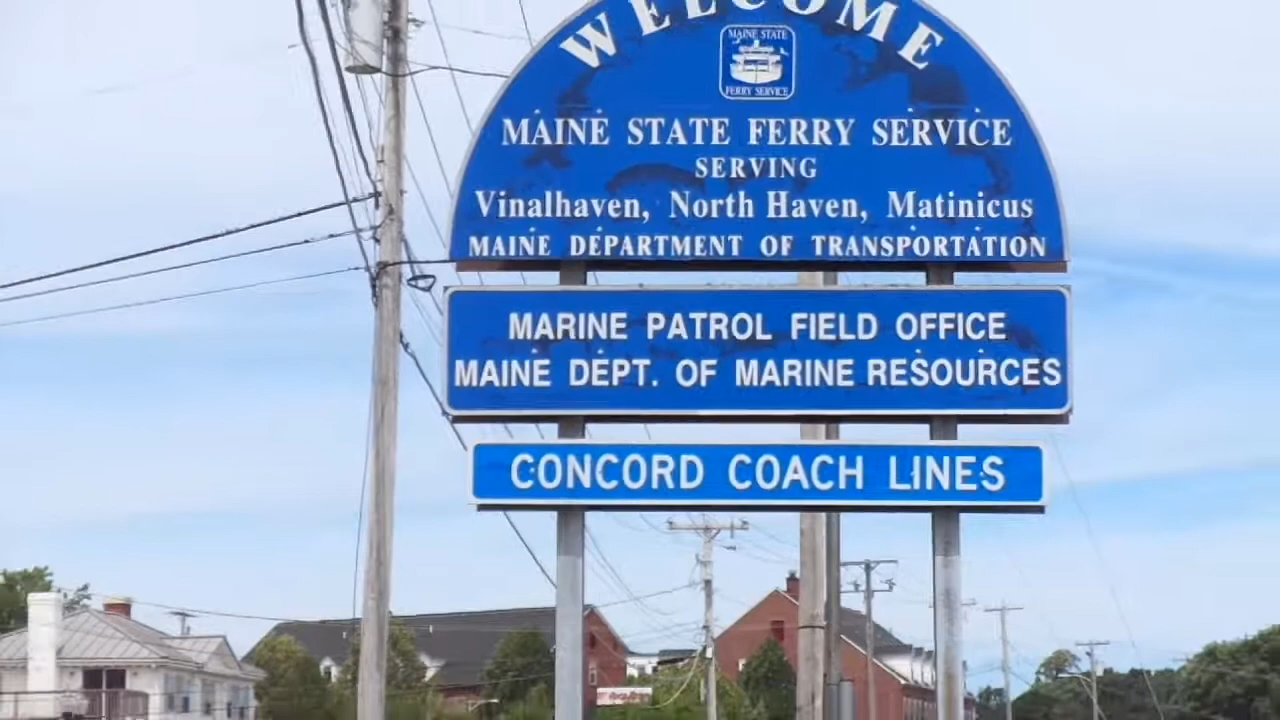 WELCOME
MAINE STATE
FERRY SERVICE
MAINE STATE FERRY SERVICE
SERVING
Vinalhaven, North Haven, Matinicus
MAINE DEPARTMENT OF TRANSPORTATION
MARINE PATROL FIELD OFFICE
MAINE DEPT. OF MARINE RESOURCES
CONCORD COACH LINES